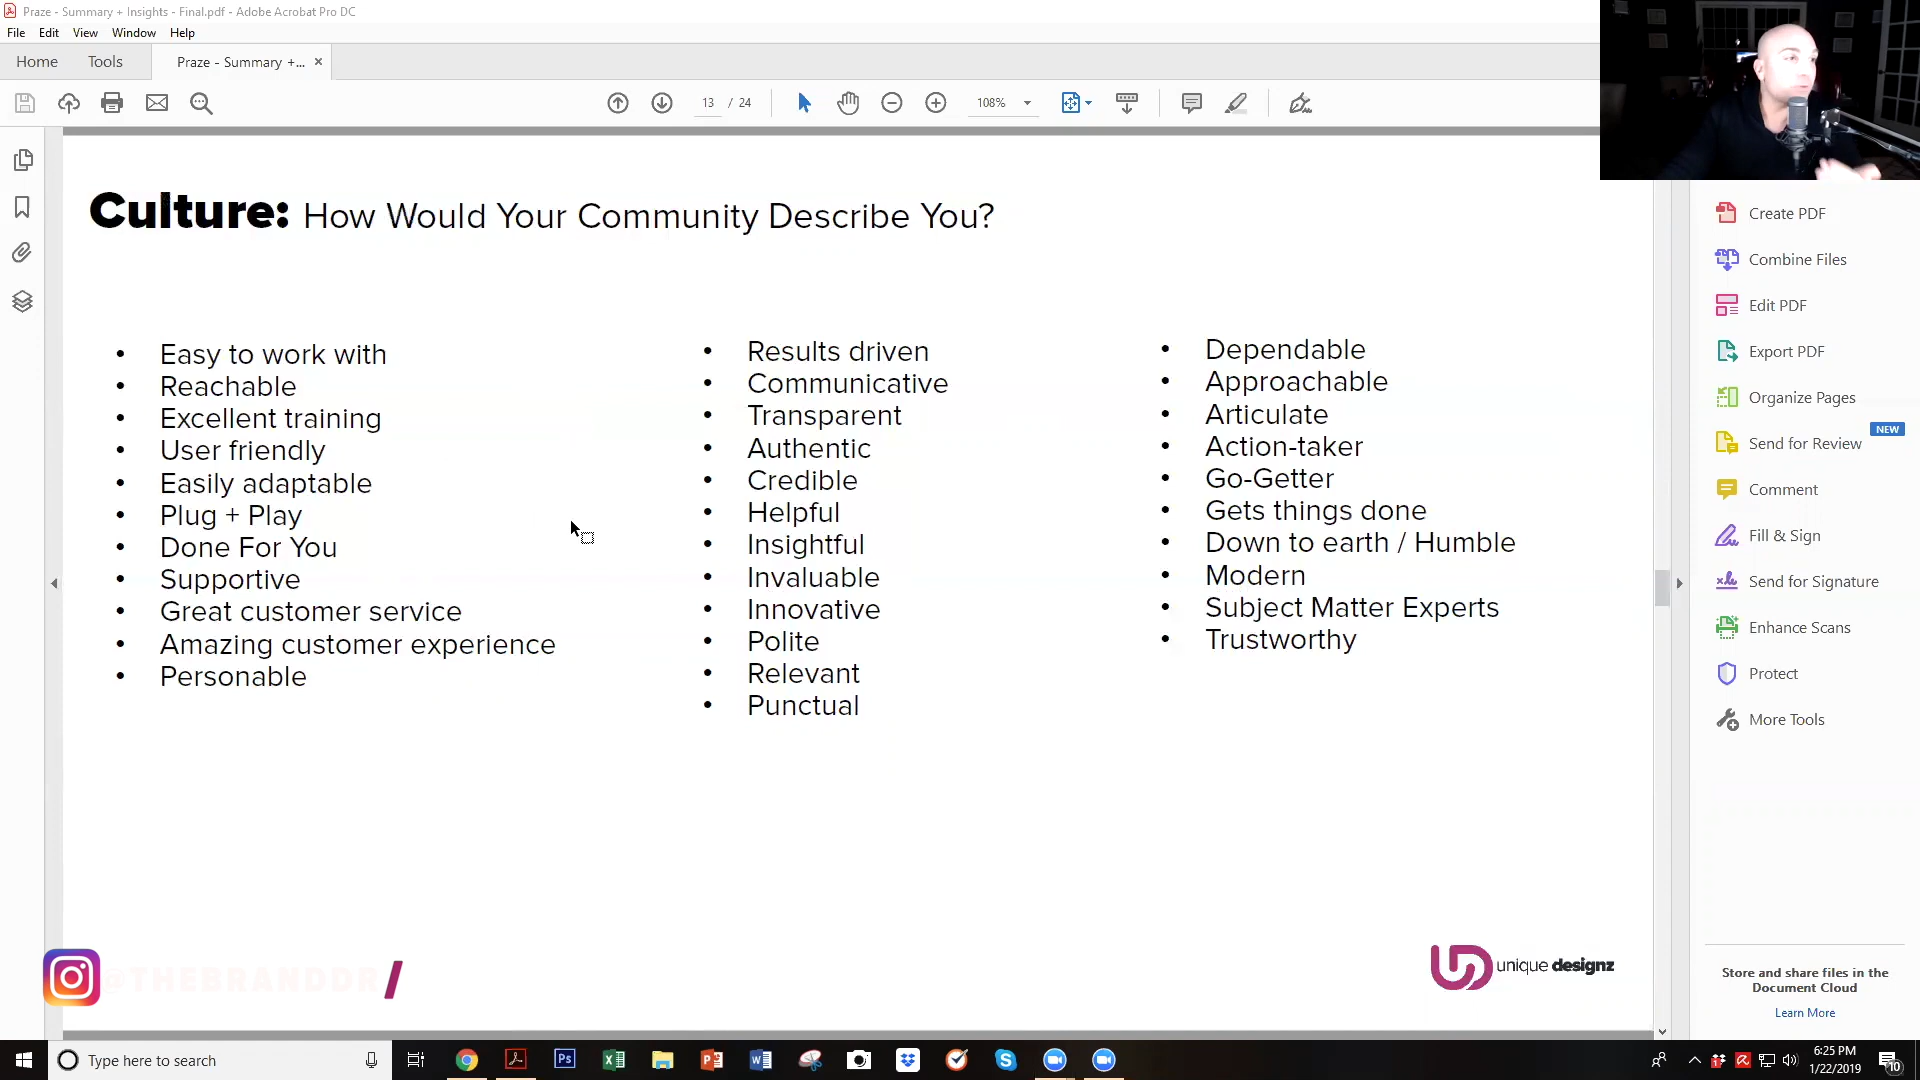 Praze - Summary + Insights - Final.pdf - Adobe Acrobat Pro DC
File Edit View Window Help
Home Tools Praze - Summary +... ×
13 / 24 108%
Culture: How Would Your Community Describe You?
• Easy to work with
• Reachable
• Excellent training
• User friendly
• Easily adaptable
• Plug + Play
• Done For You
• Supportive
• Great customer service
• Amazing customer experience
• Personable
• Results driven
• Communicative
• Transparent
• Authentic
• Credible
• Helpful
• Insightful
• Invaluable
• Innovative
• Polite
• Relevant
• Punctual
• Dependable
• Approachable
• Articulate
• Action-taker
• Go-Getter
• Gets things done
• Down to earth / Humble
• Modern
• Subject Matter Experts
• Trustworthy
@THEBRANDDR /
unique designz
Create PDF
Combine Files
Edit PDF
Export PDF
Organize Pages
NEW
Send for Review
Comment
Fill & Sign
Send for Signature
Enhance Scans
Protect
More Tools
Store and share files in the
Document Cloud
Learn More
Type here to search
Ps
6:25 PM
1/22/2019
10